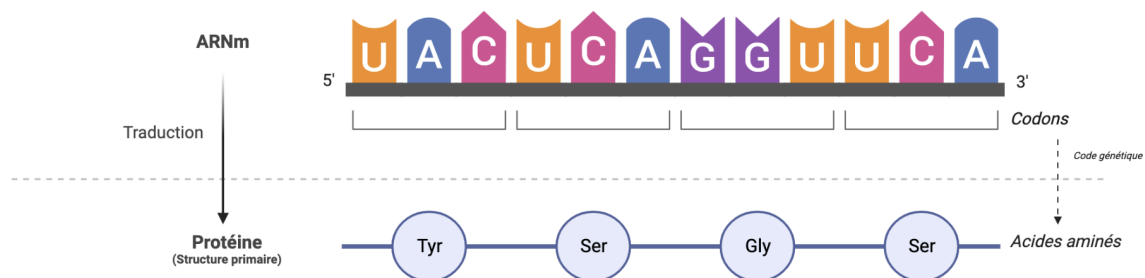 ARNm
U A C U C A G G U U C A
5' 3'
Codons
Traduction
Code génétique
Protéine
(Structure primaire)
Tyr Ser Gly Ser
Acides aminés